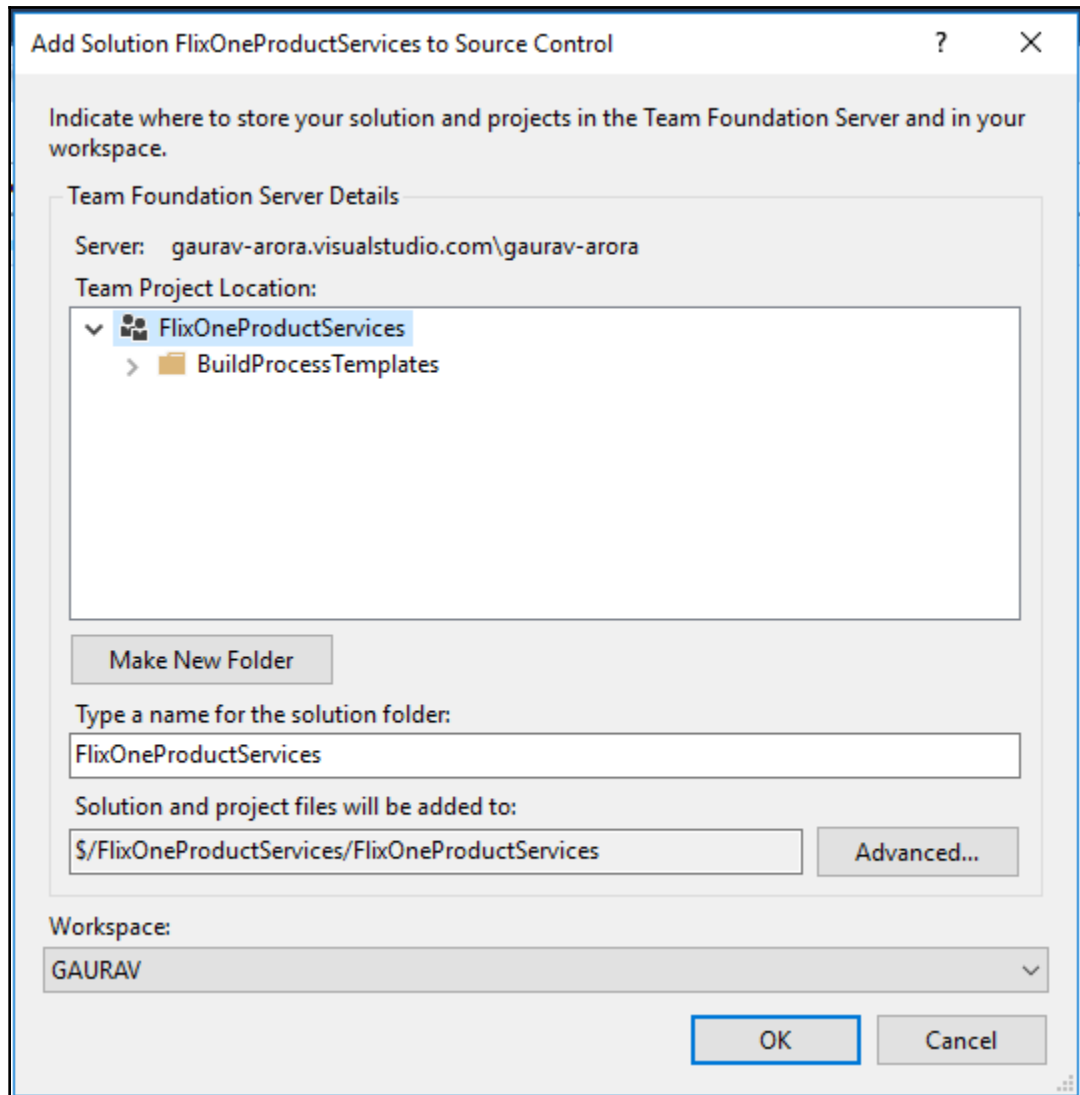 Add Solution FlixOneProductServices to Source Control
Indicate where to store your solution and projects in the Team Foundation Server and in your
workspace.
Team Foundation Server Details
Server: gaurav-arora.visualstudio.com\gaurav-arora
Team Project Location:
FlixOneProductServices
BuildProcessTemplates
Make New Folder
Type a name for the solution folder:
FlixOneProductServices
Solution and project files will be added to:
$/FlixOneProductServices/FlixOneProductServices
Advanced...
Workspace:
GAURAV
OK
Cancel